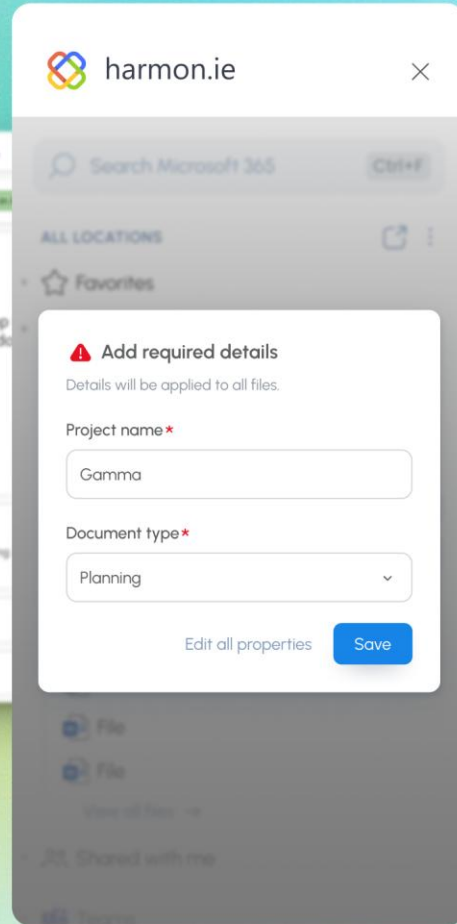 harmon.ie
Search Microsoft 365
Ctrl+F
ALL LOCATIONS
Favorites
Add required details
Details will be applied to all files.
Project name*
Gamma
Document type*
Planning
Edit all properties
Save
File
File
View all files →
Shared with me
Teams